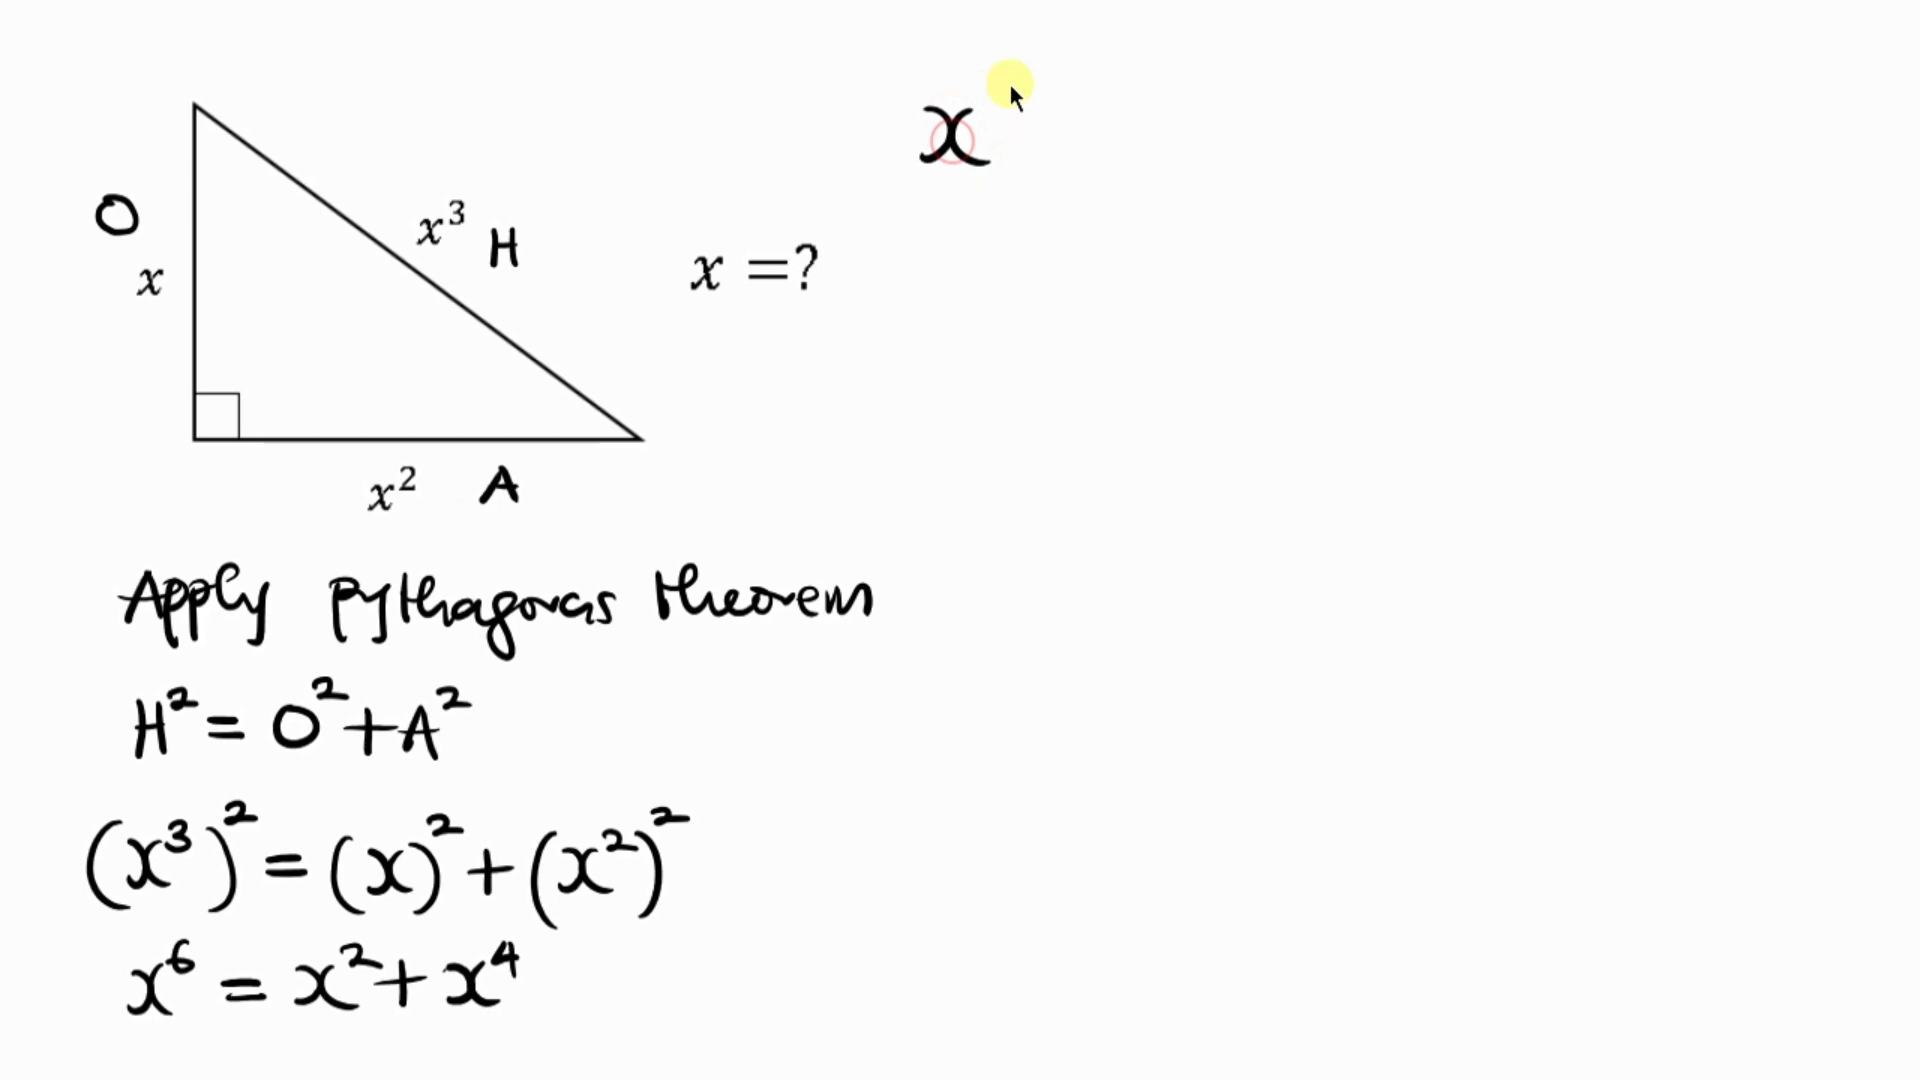 x
O
x³ H
x =?
x
x² A
Apply pythagoras theorem
H² = O² + A²
(x³)² = (x)² + (x²)²
x⁶ = x² + x⁴